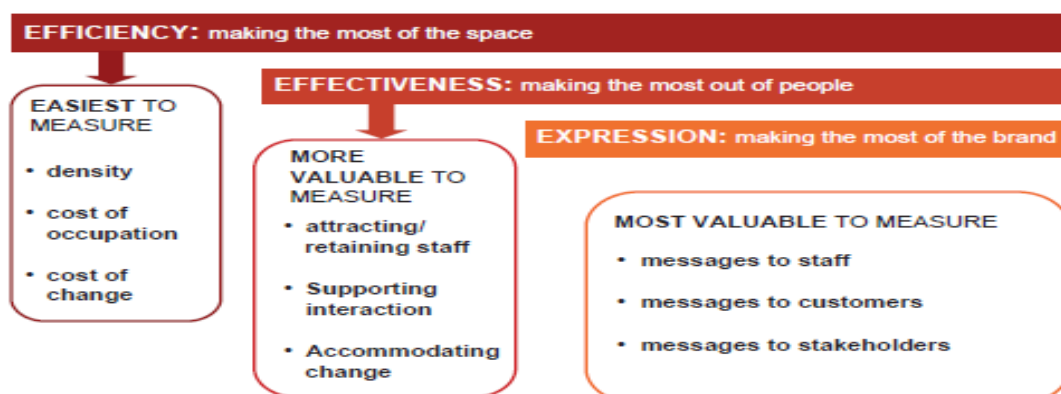 EFFICIENCY: making the most of the space
EASIEST TO
MEASURE
• density
• cost of
occupation
• cost of
change
EFFECTIVENESS: making the most out of people
MORE
VALUABLE TO
MEASURE
• attracting/
retaining staff
• Supporting
interaction
• Accommodating
change
EXPRESSION: making the most of the brand
MOST VALUABLE TO MEASURE
• messages to staff
• messages to customers
• messages to stakeholders